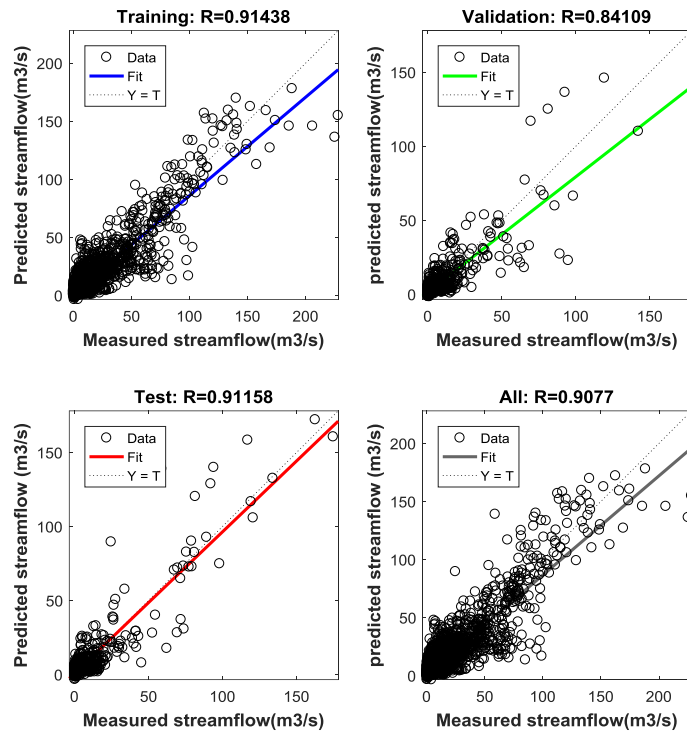 Training: R=0.91438
Predicted streamflow(m3/s)
200
150
100
50
0
Data
Fit
Y = T
0 50 100 150 200
Measured streamflow(m3/s)
Validation: R=0.84109
predicted streamflow(m3/s)
150
100
50
0
Data
Fit
Y = T
0 50 100 150
Measured streamflow(m3/s)
Test: R=0.91158
Predicted streamflow (m3/s)
150
100
50
0
Data
Fit
Y = T
0 50 100 150
Measured streamflow(m3/s)
All: R=0.9077
predicted streamflow(m3/s)
200
150
100
50
0
Data
Fit
Y = T
0 50 100 150 200
Measured streamflow(m3/s)